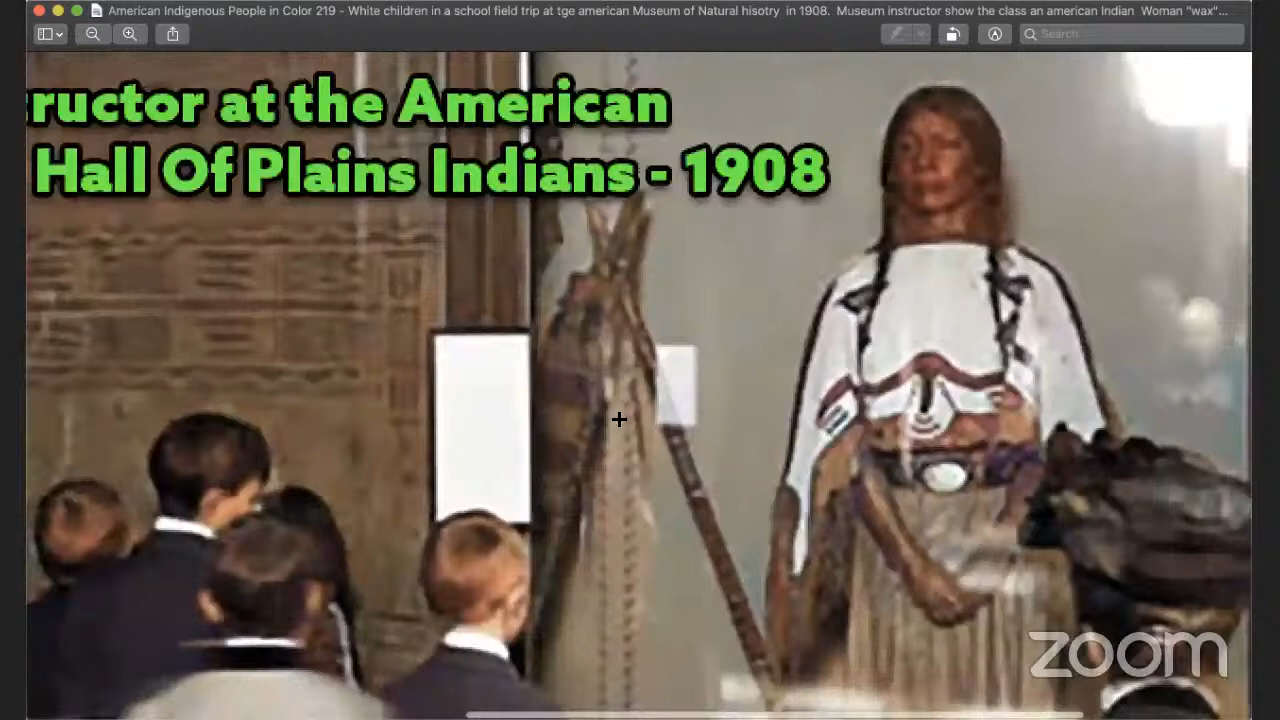 American Indigenous People in Color 219 - White children in a school field trip at tge american Museum of Natural hisotry in 1908. Museum instructor show the class an american Indian Woman "wax"...
Search
ructor at the American
Hall Of Plains Indians - 1908
zoom